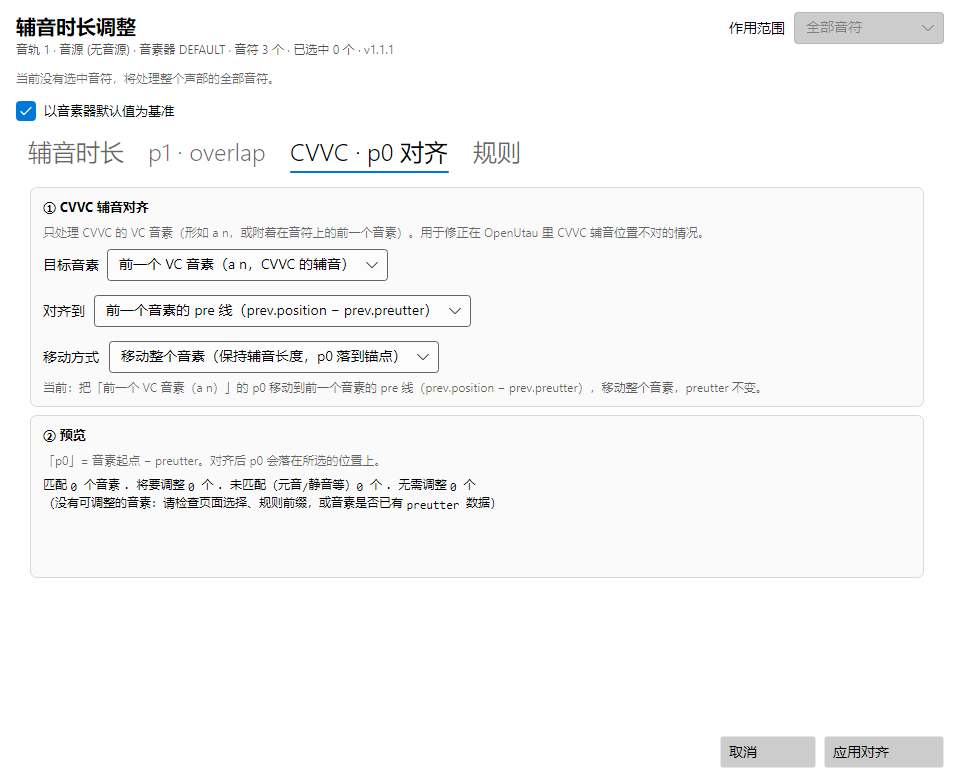 辅音时长调整
作用范围 全部音符
音轨 1 · 音源 (无音源) · 音素器 DEFAULT · 音符 3 个 · 已选中 0 个 · v1.1.1
当前没有选中音符，将处理整个声部的全部音符。
以音素器默认值为基准
辅音时长 p1 · overlap CVVC · p0 对齐 规则
① CVVC 辅音对齐
只处理 CVVC 的 VC 音素（形如 a n，或附着在音符上的前一个音素）。用于修正在 OpenUtau 里 CVVC 辅音位置不对的情况。
目标音素 前一个 VC 音素（a n，CVVC 的辅音）
对齐到 前一个音素的 pre 线（prev.position − prev.preutter）
移动方式 移动整个音素（保持辅音长度，p0 落到锚点）
当前：把「前一个 VC 音素（a n）」的 p0 移动到前一个音素的 pre 线（prev.position − prev.preutter），移动整个音素，preutter 不变。
② 预览
「p0」= 音素起点 − preutter。对齐后 p0 会落在所选的位置上。
匹配 0 个音素 . 将要调整 0 个 . 未匹配（元音/静音等）0 个 . 无需调整 0 个
（没有可调整的音素：请检查页面选择、规则前缀，或音素是否已有 preutter 数据）
取消 应用对齐